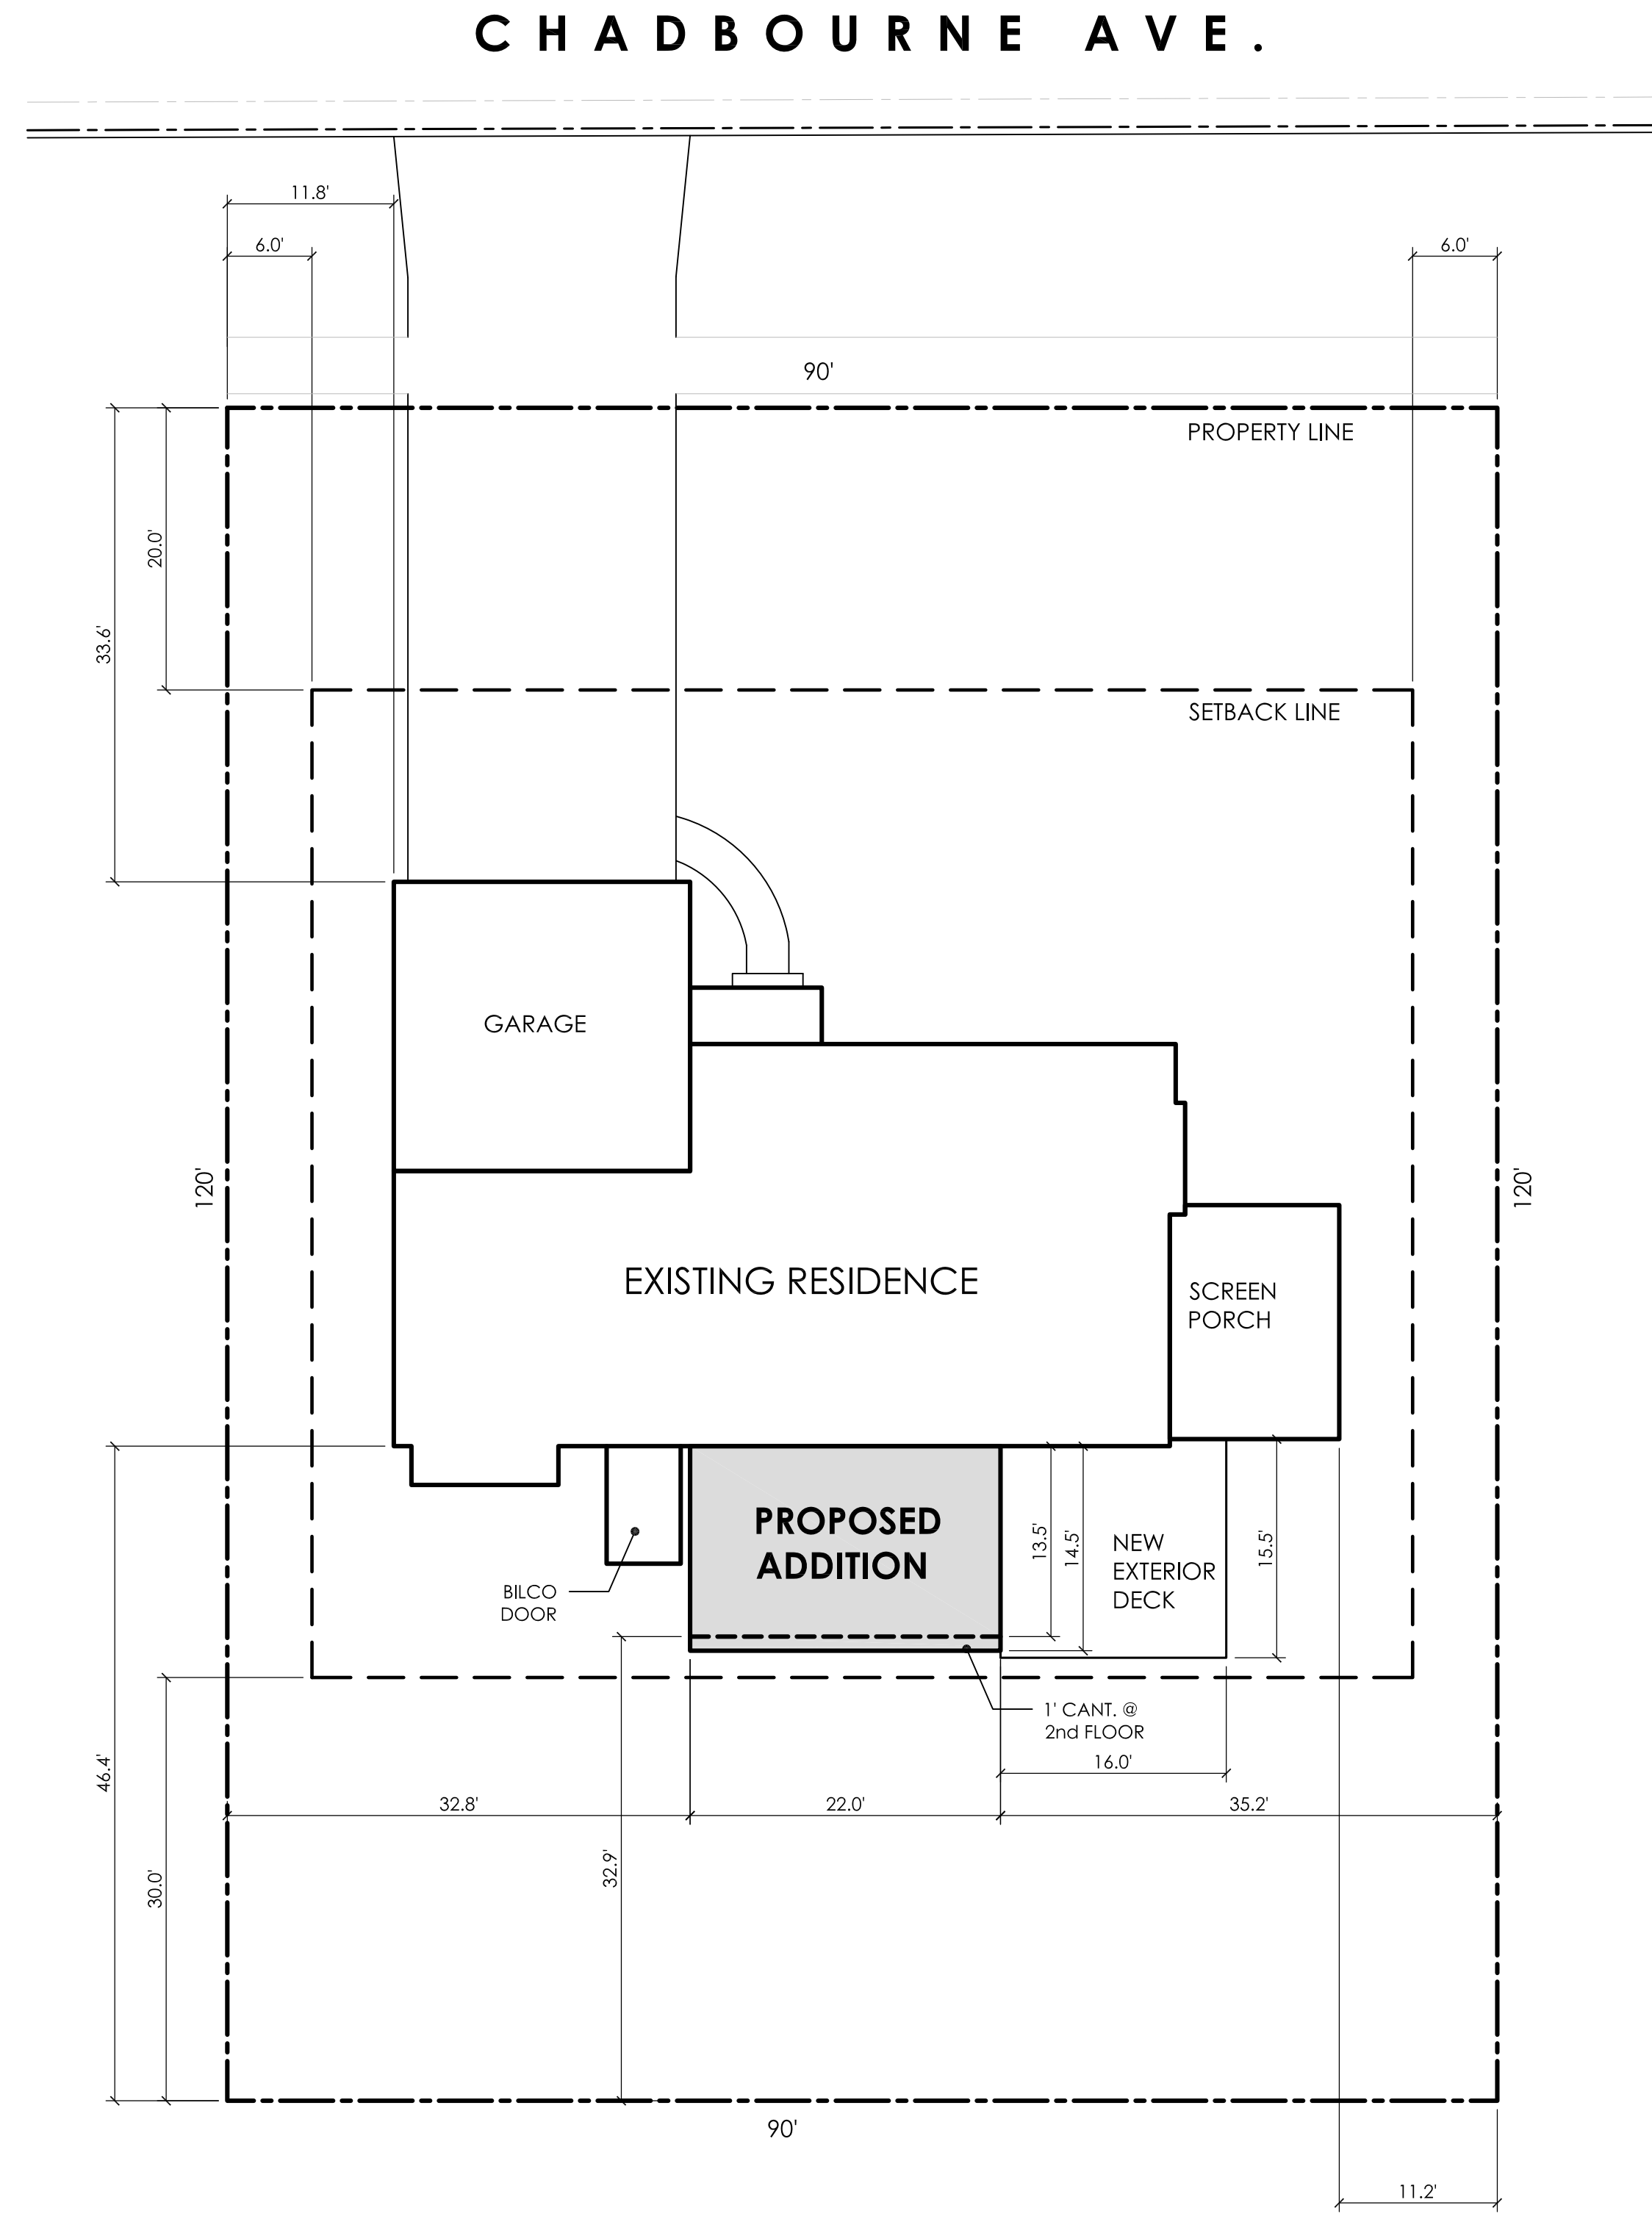 CHADBOURNE AVE.
11.8'
6.0'
6.0'
90'
PROPERTY LINE
20.0'
33.6'
SETBACK LINE
GARAGE
120'
120'
EXISTING RESIDENCE
SCREEN
PORCH
PROPOSED
ADDITION
13.5'
14.5'
NEW
EXTERIOR
DECK
15.5'
BILCO
DOOR
1' CANT. @
2nd FLOOR
16.0'
46.4'
32.8'
22.0'
35.2'
32.9'
30.0'
90'
11.2'